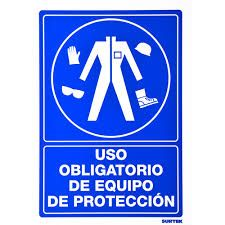 USO
OBLIGATORIO
DE EQUIPO
DE PROTECCIÓN
SURTEK